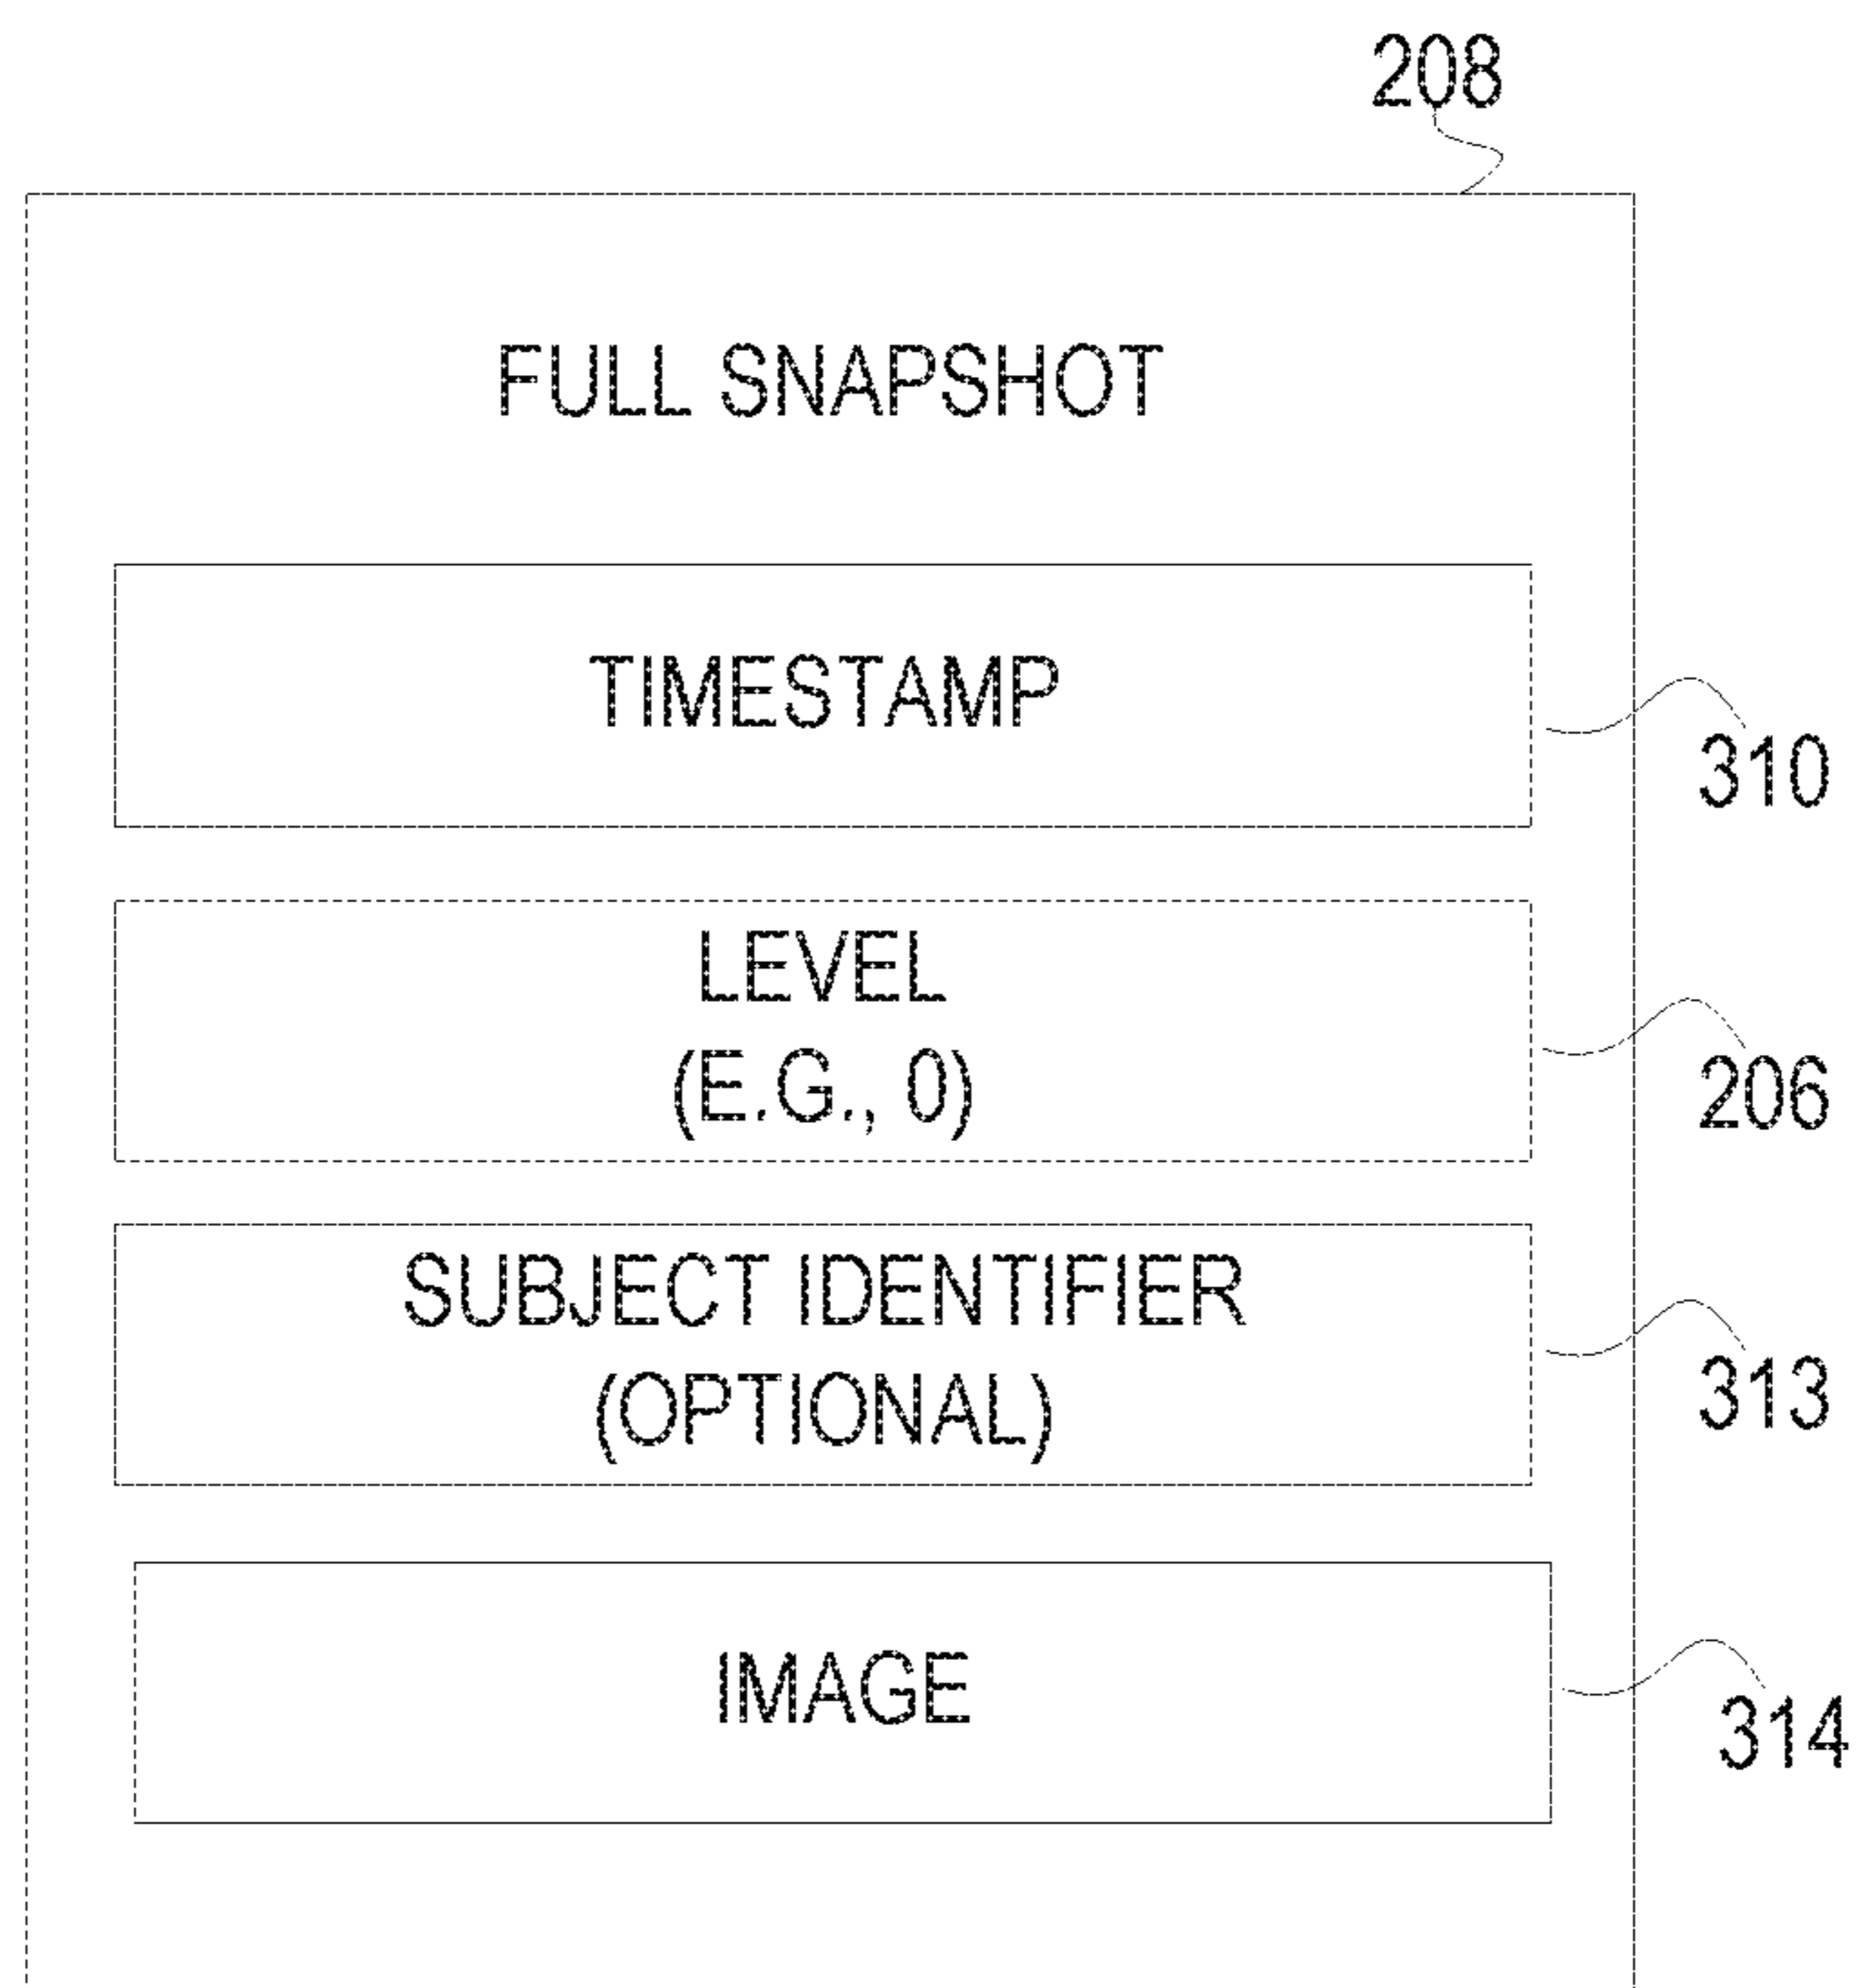 208
FULL SNAPSHOT
TIMESTAMP
310
LEVEL
(E.G., 0)
206
SUBJECT IDENTIFIER
(OPTIONAL)
313
IMAGE
314